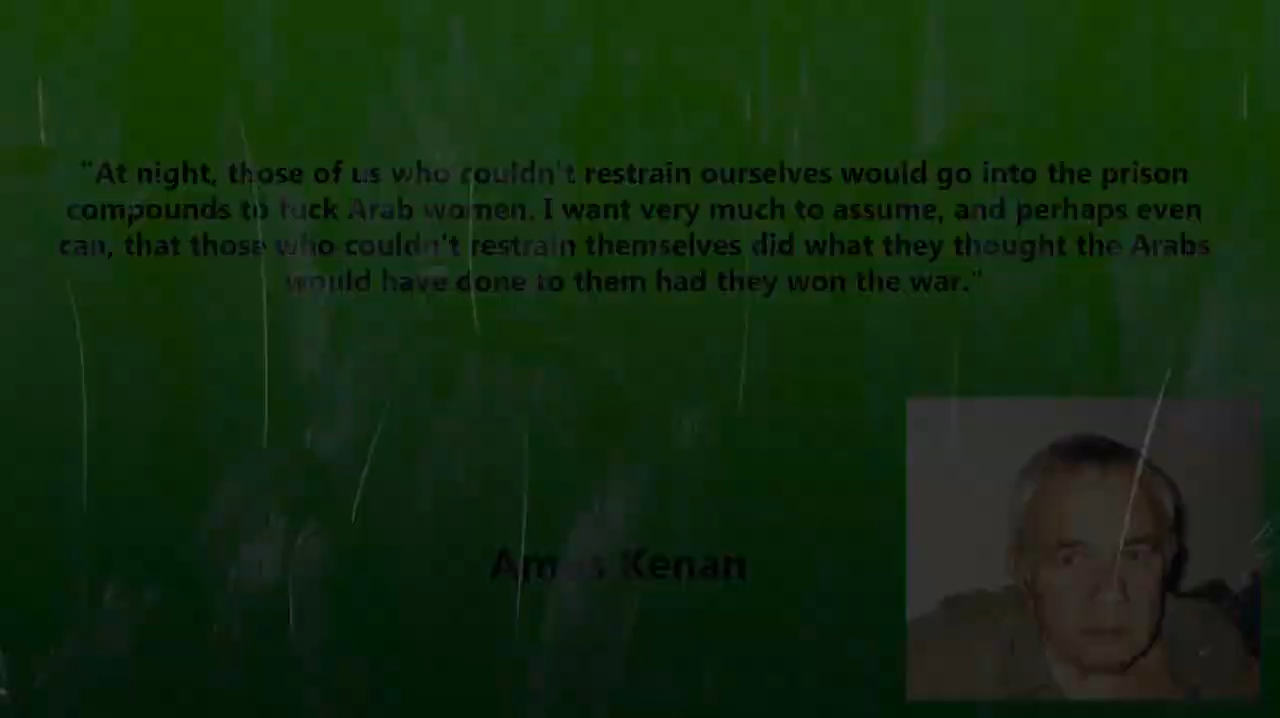 "At night, those of us who couldn't restrain ourselves would go into the prison
compounds to fuck Arab women. I want very much to assume, and perhaps even
can, that those who couldn't restrain themselves did what they thought the Arabs
would have done to them had they won the war."
Amos Kenan